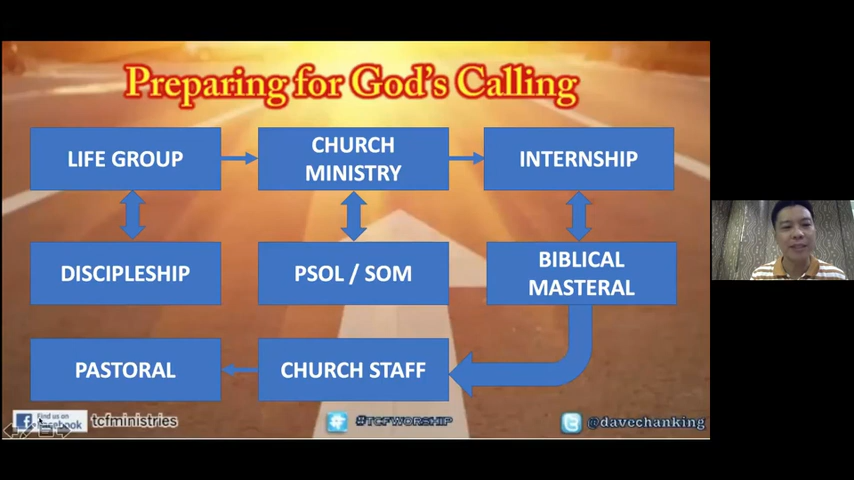 Preparing for God's Calling
LIFE GROUP
CHURCH
MINISTRY
INTERNSHIP
DISCIPLESHIP
PSOL / SOM
BIBLICAL
MASTERAL
PASTORAL
CHURCH STAFF
Find us on
facebook
tcfministries
#TCFWORSHIP
@davechanking